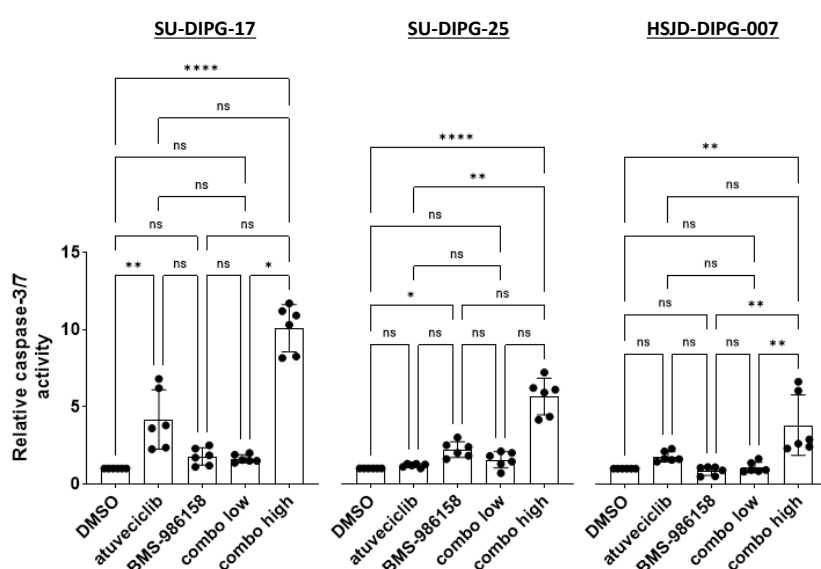 SU-DIPG-17 SU-DIPG-25 HSJD-DIPG-007
****
ns
ns
ns
ns ns
** ns ns *
****
**
ns
ns
* ns
ns ns ns ns
**
ns
ns
ns
ns **
ns ns ns **
Relative caspase-3/7
activity
15
10
5
0
DMSO
atuveciclib
BMS-986158
combo low
combo high
DMSO
atuveciclib
BMS-986158
combo low
combo high
DMSO
atuveciclib
BMS-986158
combo low
combo high